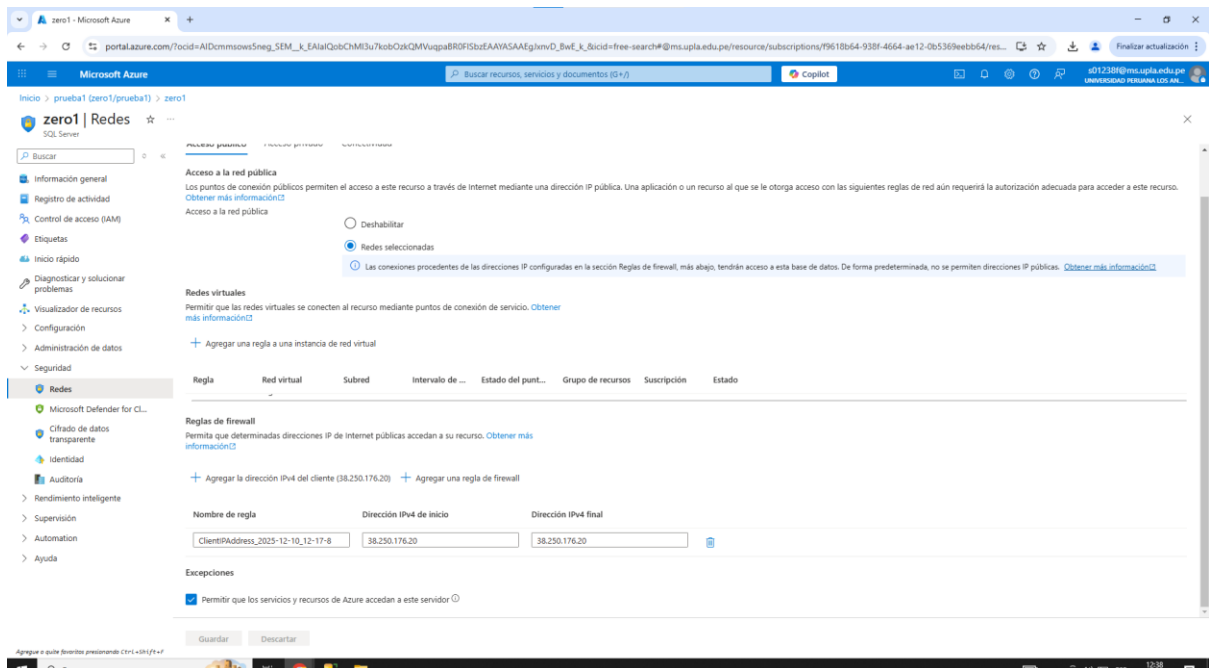 zero1 - Microsoft Azure
portal.azure.com/?ocid=AIDcmmsows5neg_SEM__k_EAIaIQobChMI3u7kobOzkQMVuqpaBR0FISbzEAAYASAAEgJxnvD_BwE_k_&icid=free-search#@ms.upla.edu.pe/resource/subscriptions/f9618b64-938f-4664-ae12-0b5369eebb64/res...
Finalizar actualización
Microsoft Azure
Buscar recursos, servicios y documentos (G+/)
Copilot
s01238f@ms.upla.edu.pe
UNIVERSIDAD PERUANA LOS AN...
Inicio > prueba1 (zero1/prueba1) > zero1
zero1 | Redes
SQL Server
Buscar
Información general
Registro de actividad
Control de acceso (IAM)
Etiquetas
Inicio rápido
Diagnosticar y solucionar
problemas
Visualizador de recursos
Configuración
Administración de datos
Seguridad
Redes
Microsoft Defender for Cl...
Cifrado de datos
transparente
Identidad
Auditoría
Rendimiento inteligente
Supervisión
Automation
Ayuda
Acceso público Acceso privado Conectividad
Acceso a la red pública
Los puntos de conexión públicos permiten el acceso a este recurso a través de Internet mediante una dirección IP pública. Una aplicación o un recurso al que se le otorga acceso con las siguientes reglas de red aún requerirá la autorización adecuada para acceder a este recurso.
Obtener más información
Acceso a la red pública
Deshabilitar
Redes seleccionadas
Las conexiones procedentes de las direcciones IP configuradas en la sección Reglas de firewall, más abajo, tendrán acceso a esta base de datos. De forma predeterminada, no se permiten direcciones IP públicas. Obtener más información
Redes virtuales
Permitir que las redes virtuales se conecten al recurso mediante puntos de conexión de servicio. Obtener
más información
Agregar una regla a una instancia de red virtual
Regla Red virtual Subred Intervalo de ... Estado del punt... Grupo de recursos Suscripción Estado
Reglas de firewall
Permita que determinadas direcciones IP de Internet públicas accedan a su recurso. Obtener más
información
Agregar la dirección IPv4 del cliente (38.250.176.20) Agregar una regla de firewall
Nombre de regla Dirección IPv4 de inicio Dirección IPv4 final
ClientIPAddress_2025-12-10_12-17-8 38.250.176.20 38.250.176.20
Excepciones
Permitir que los servicios y recursos de Azure accedan a este servidor
Guardar Descartar
Agregue o quite favoritos presionando Ctrl+Shift+F
12:38